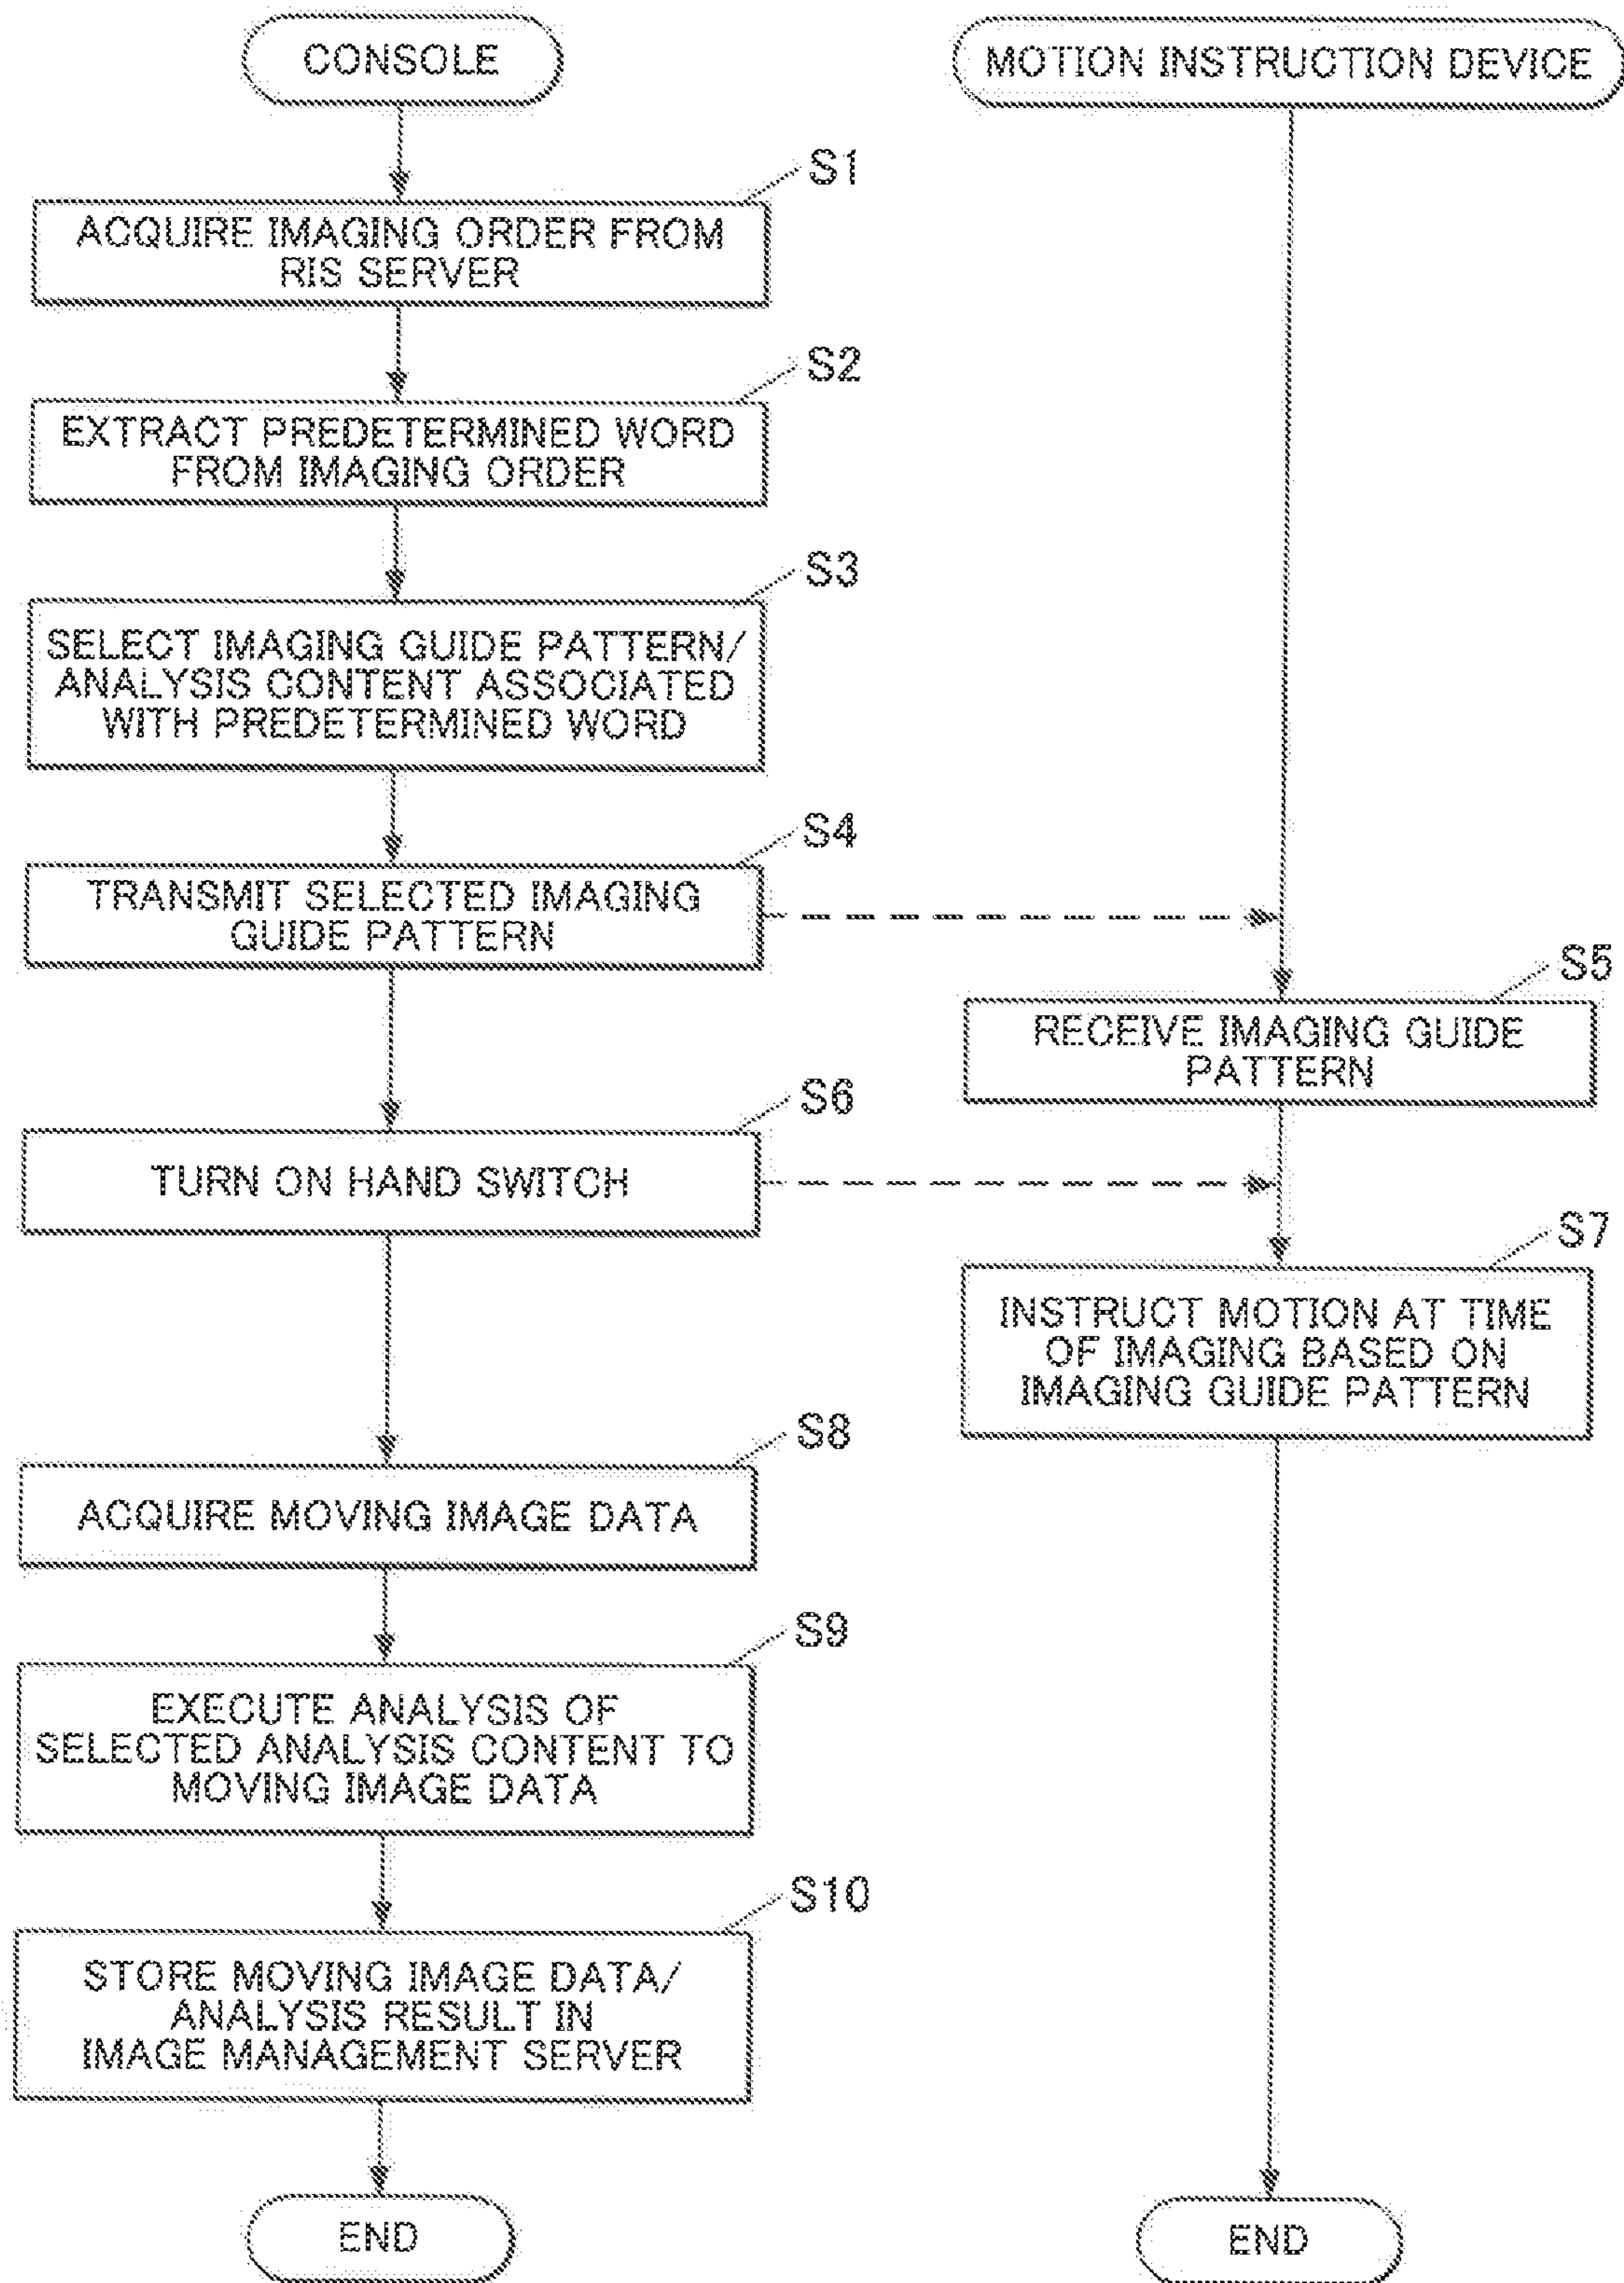 CONSOLE
MOTION INSTRUCTION DEVICE
S1
ACQUIRE IMAGING ORDER FROM
RIS SERVER
S2
EXTRACT PREDETERMINED WORD
FROM IMAGING ORDER
S3
SELECT IMAGING GUIDE PATTERN/
ANALYSIS CONTENT ASSOCIATED
WITH PREDETERMINED WORD
S4
TRANSMIT SELECTED IMAGING
GUIDE PATTERN
S5
RECEIVE IMAGING GUIDE
PATTERN
S6
TURN ON HAND SWITCH
S7
INSTRUCT MOTION AT TIME
OF IMAGING BASED ON
IMAGING GUIDE PATTERN
S8
ACQUIRE MOVING IMAGE DATA
S9
EXECUTE ANALYSIS OF
SELECTED ANALYSIS CONTENT TO
MOVING IMAGE DATA
S10
STORE MOVING IMAGE DATA/
ANALYSIS RESULT IN
IMAGE MANAGEMENT SERVER
END
END